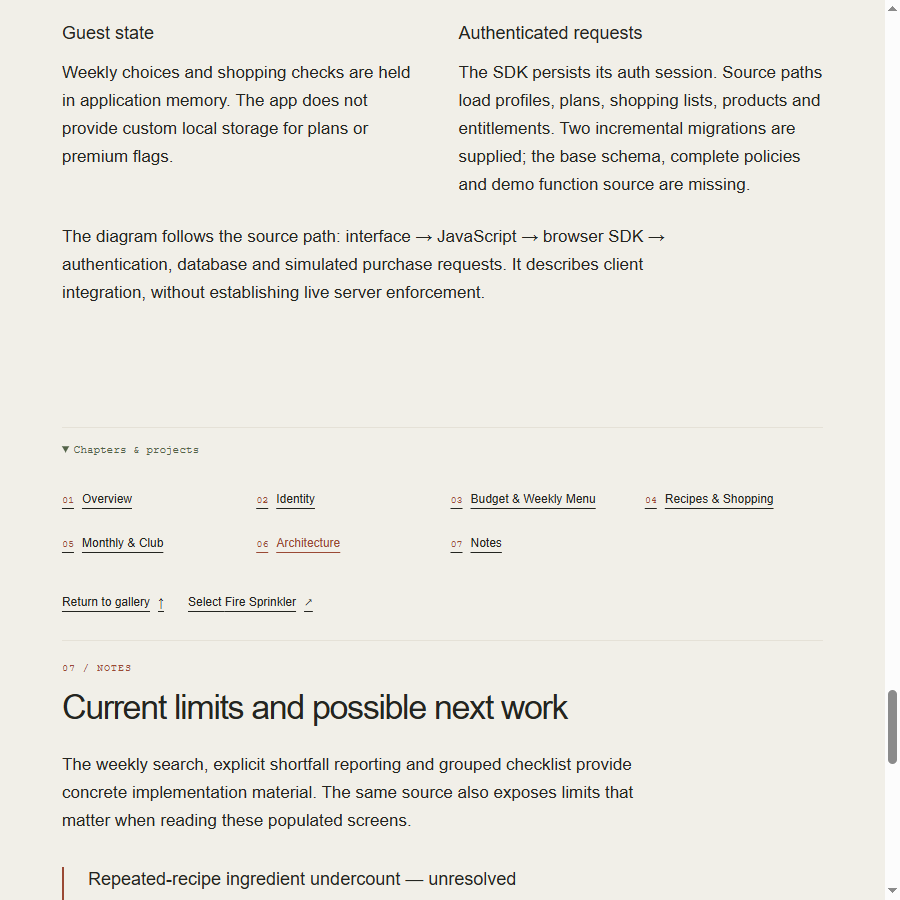 Guest state
Weekly choices and shopping checks are held
in application memory. The app does not
provide custom local storage for plans or
premium flags.
Authenticated requests
The SDK persists its auth session. Source paths
load profiles, plans, shopping lists, products and
entitlements. Two incremental migrations are
supplied; the base schema, complete policies
and demo function source are missing.
The diagram follows the source path: interface → JavaScript → browser SDK →
authentication, database and simulated purchase requests. It describes client
integration, without establishing live server enforcement.
▼ Chapters & projects
01 Overview
02 Identity
03 Budget & Weekly Menu
04 Recipes & Shopping
05 Monthly & Club
06 Architecture
07 Notes
Return to gallery ↑
Select Fire Sprinkler ↗
07 / NOTES
Current limits and possible next work
The weekly search, explicit shortfall reporting and grouped checklist provide
concrete implementation material. The same source also exposes limits that
matter when reading these populated screens.
Repeated-recipe ingredient undercount — unresolved